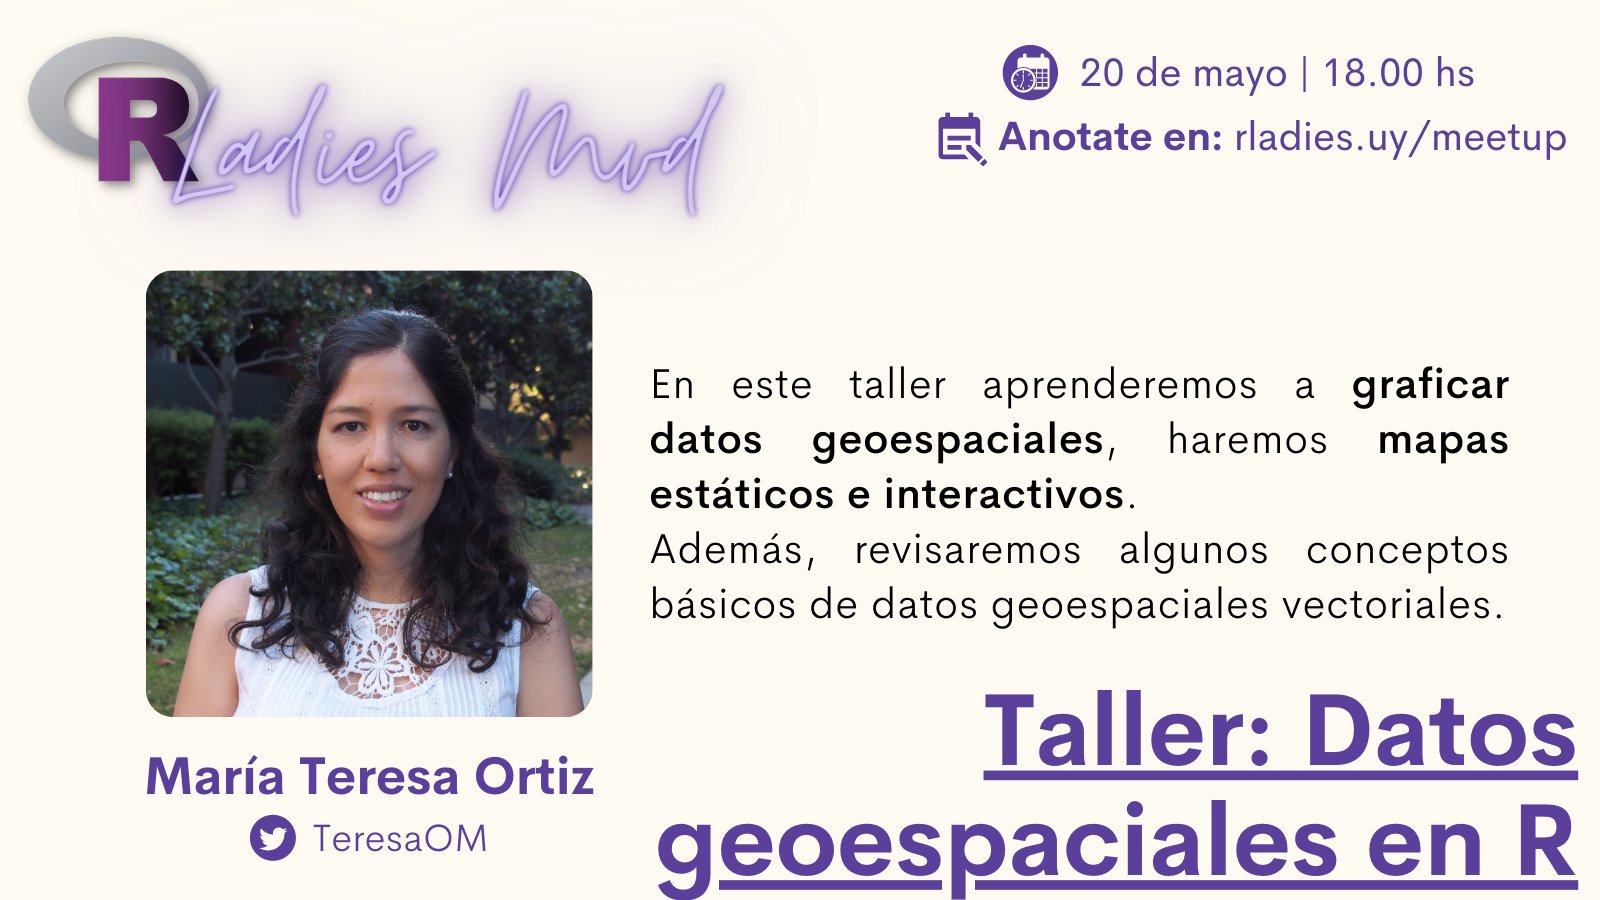 RLadies Mvd
20 de mayo | 18.00 hs
Anotate en: rladies.uy/meetup
En este taller aprenderemos a graficar
datos geoespaciales, haremos mapas
estáticos e interactivos.
Además, revisaremos algunos conceptos
básicos de datos geoespaciales vectoriales.
María Teresa Ortiz
TeresaOM
Taller: Datos
geoespaciales en R